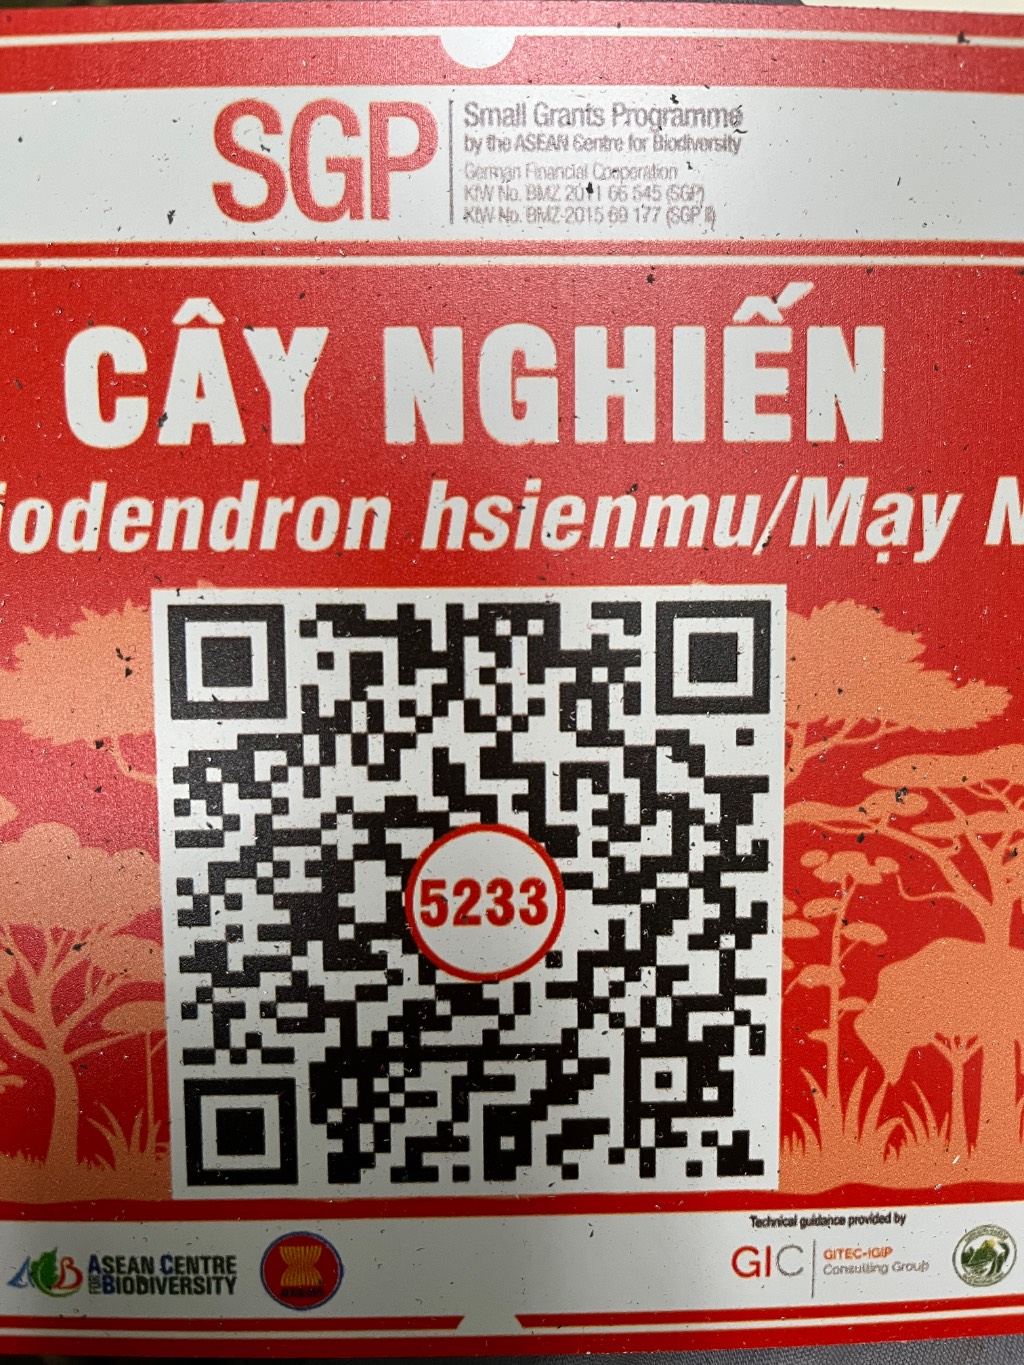 SGP
Small Grants Programme
by the ASEAN Centre for Biodiversity
German Financial Cooperation
KfW No. BMZ 2011 66 545 (SGP)
KfW No. BMZ 2015 69 177 (SGP II)
CÂY NGHIẾN
iodendron hsienmu/Mạy N
5233
Technical guidance provided by
ASEAN CENTRE
FOR BIODIVERSITY
GIC
GITEC-IGIP
Consulting Group